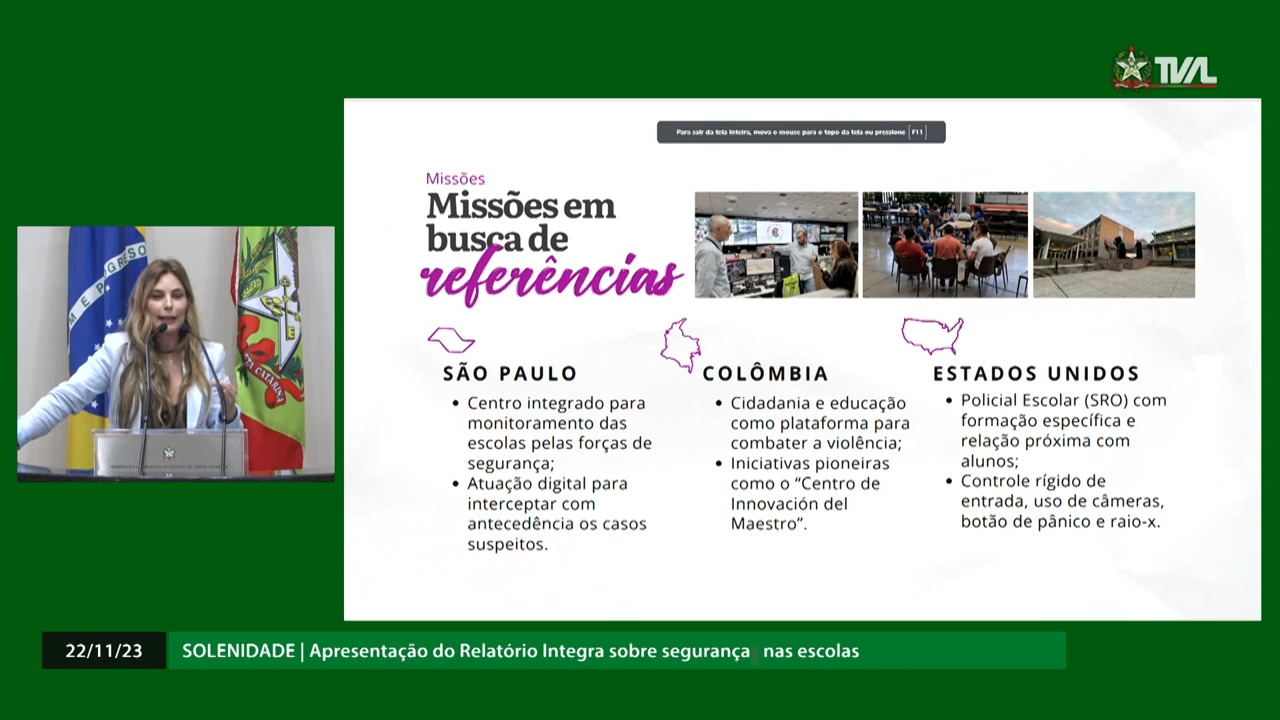 TVAL
Para sair da tela inteira, mova o mouse para o topo da tela ou pressione F11
Missões
Missões em
busca de
referências
SÃO PAULO
Centro integrado para
monitoramento das
escolas pelas forças de
segurança;
Atuação digital para
interceptar com
antecedência os casos
suspeitos.
COLÔMBIA
Cidadania e educação
como plataforma para
combater a violência;
Iniciativas pioneiras
como o “Centro de
Innovación del
Maestro”.
ESTADOS UNIDOS
Policial Escolar (SRO) com
formação específica e
relação próxima com
alunos;
Controle rígido de
entrada, uso de câmeras,
botão de pânico e raio-x.
22/11/23
SOLENIDADE | Apresentação do Relatório Integra sobre segurança nas escolas